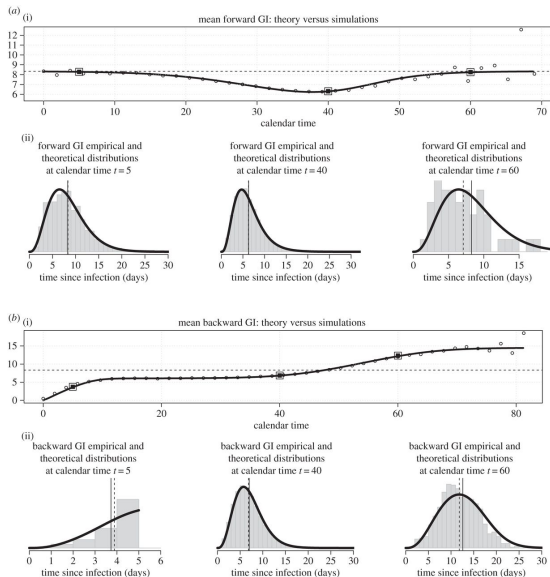 (a) (i)
mean forward GI: theory versus simulations
12
11
10
9
8
7
6
0 10 20 30 40 50 60 70
calendar time
(ii)
forward GI empirical and theoretical distributions at calendar time t = 5
forward GI empirical and theoretical distributions at calendar time t = 40
forward GI empirical and theoretical distributions at calendar time t = 60
0 5 10 15 20 25 30
0 5 10 15 20 25 30
0 5 10 15
time since infection (days)
time since infection (days)
time since infection (days)
(b) (i)
mean backward GI: theory versus simulations
15
10
5
0
0 20 40 60 80
calendar time
(ii)
backward GI empirical and theoretical distributions at calendar time t = 5
backward GI empirical and theoretical distributions at calendar time t = 40
backward GI empirical and theoretical distributions at calendar time t = 60
0 1 2 3 4 5 6
0 5 10 15 20 25 30
0 5 10 15 20 25 30
time since infection (days)
time since infection (days)
time since infection (days)